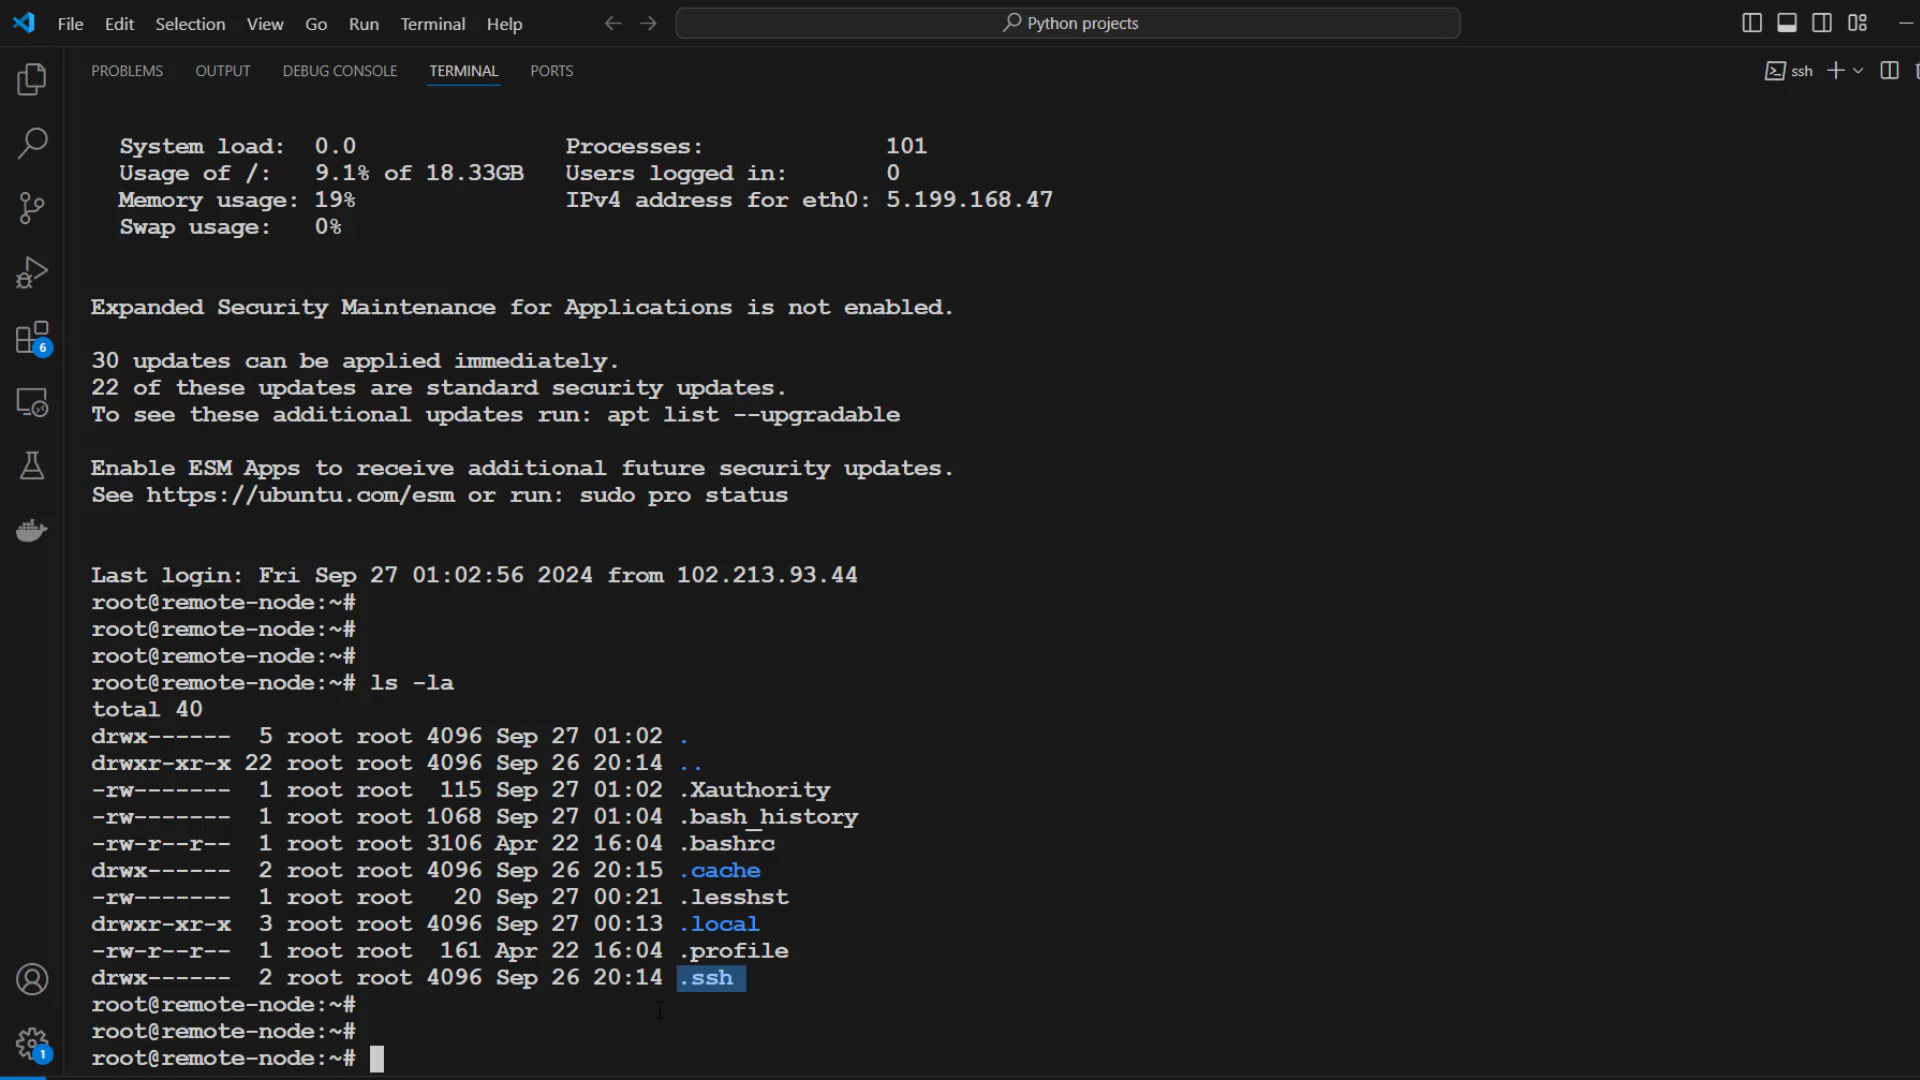 File Edit Selection View Go Run Terminal Help Python projects
PROBLEMS OUTPUT DEBUG CONSOLE TERMINAL PORTS ssh
System load: 0.0 Processes: 101
Usage of /: 9.1% of 18.33GB Users logged in: 0
Memory usage: 19% IPv4 address for eth0: 5.199.168.47
Swap usage: 0%
Expanded Security Maintenance for Applications is not enabled.
30 updates can be applied immediately.
22 of these updates are standard security updates.
To see these additional updates run: apt list --upgradable
Enable ESM Apps to receive additional future security updates.
See https://ubuntu.com/esm or run: sudo pro status
Last login: Fri Sep 27 01:02:56 2024 from 102.213.93.44
root@remote-node:~#
root@remote-node:~#
root@remote-node:~#
root@remote-node:~# ls -la
total 40
drwx------ 5 root root 4096 Sep 27 01:02 .
drwxr-xr-x 22 root root 4096 Sep 26 20:14 ..
-rw------- 1 root root 115 Sep 27 01:02 .Xauthority
-rw------- 1 root root 1068 Sep 27 01:04 .bash_history
-rw-r--r-- 1 root root 3106 Apr 22 16:04 .bashrc
drwx------ 2 root root 4096 Sep 26 20:15 .cache
-rw------- 1 root root 20 Sep 27 00:21 .lesshst
drwxr-xr-x 3 root root 4096 Sep 27 00:13 .local
-rw-r--r-- 1 root root 161 Apr 22 16:04 .profile
drwx------ 2 root root 4096 Sep 26 20:14 .ssh
root@remote-node:~#
root@remote-node:~#
root@remote-node:~#
6
1